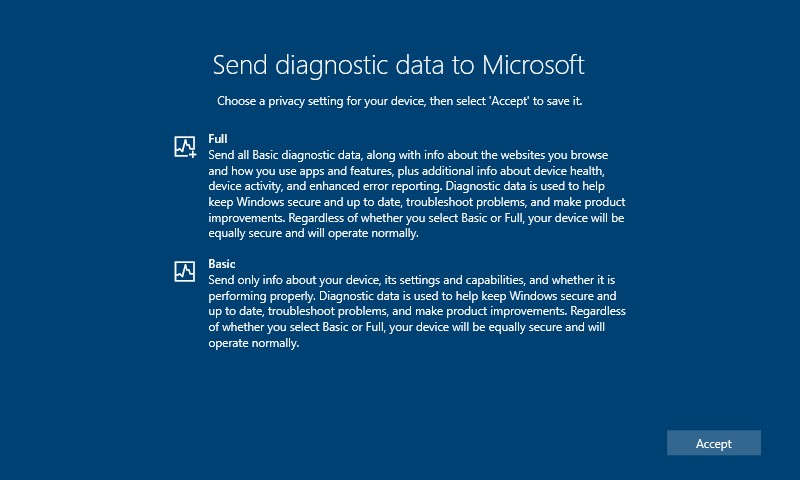 Send diagnostic data to Microsoft
Choose a privacy setting for your device, then select 'Accept' to save it.
Full
Send all Basic diagnostic data, along with info about the websites you browse
and how you use apps and features, plus additional info about device health,
device activity, and enhanced error reporting. Diagnostic data is used to help
keep Windows secure and up to date, troubleshoot problems, and make product
improvements. Regardless of whether you select Basic or Full, your device will be
equally secure and will operate normally.
Basic
Send only info about your device, its settings and capabilities, and whether it is
performing properly. Diagnostic data is used to help keep Windows secure and
up to date, troubleshoot problems, and make product improvements. Regardless
of whether you select Basic or Full, your device will be equally secure and will
operate normally.
Accept